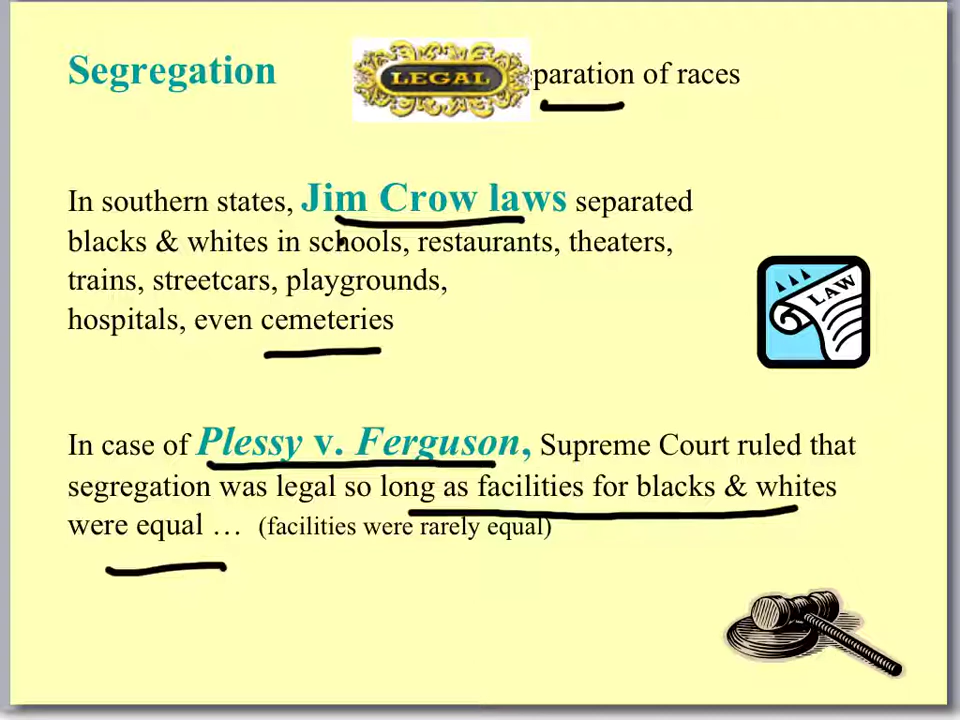 Segregation LEGAL paration of races
In southern states, Jim Crow laws separated
blacks & whites in schools, restaurants, theaters,
trains, streetcars, playgrounds,
hospitals, even cemeteries
LAW
In case of Plessy v. Ferguson, Supreme Court ruled that
segregation was legal so long as facilities for blacks & whites
were equal … (facilities were rarely equal)